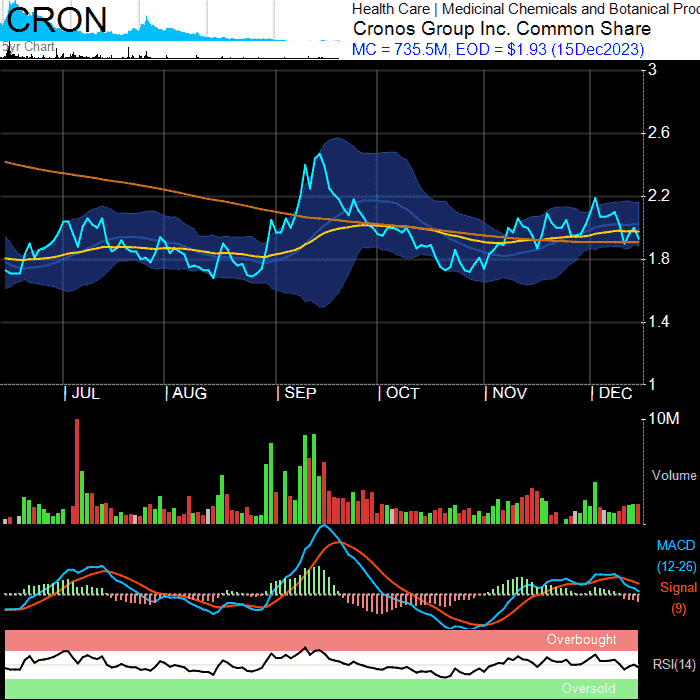 CRON
5yr Chart
Health Care | Medicinal Chemicals and Botanical Proc
Cronos Group Inc. Common Share
MC = 735.5M, EOD = $1.93 (15Dec2023)
3
2.6
2.2
1.8
1.4
1
| JUL | AUG | SEP | OCT | NOV | DEC
10M
Volume
MACD
(12-26)
Signal
(9)
Overbought
RSI(14)
Oversold